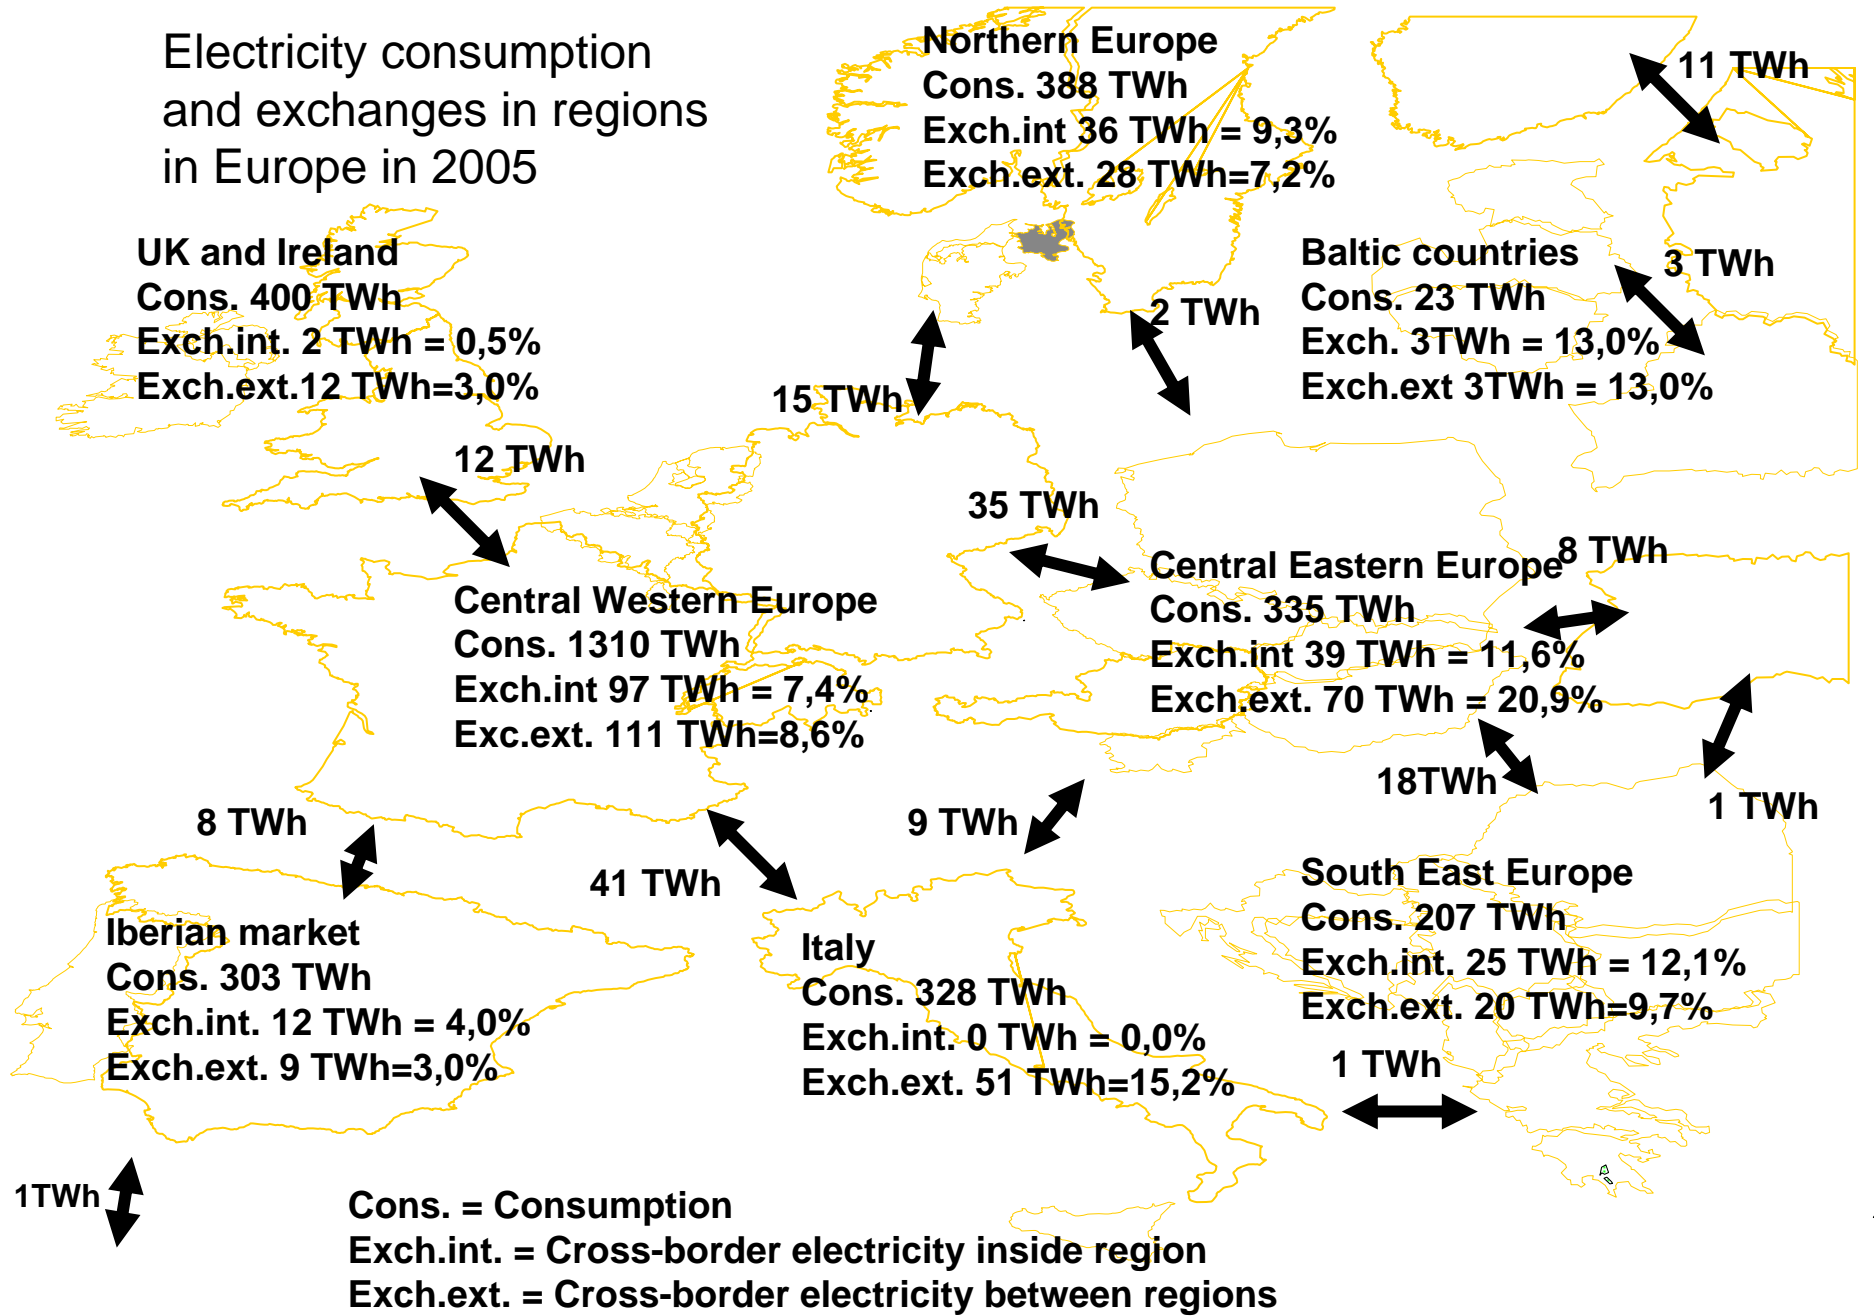 Electricity consumption
and exchanges in regions
in Europe in 2005
Northern Europe
Cons. 388 TWh
Exch.int 36 TWh = 9,3%
Exch.ext. 28 TWh=7,2%
11 TWh
UK and Ireland
Cons. 400 TWh
Exch.int. 2 TWh = 0,5%
Exch.ext.12 TWh=3,0%
Baltic countries
Cons. 23 TWh
Exch. 3TWh = 13,0%
Exch.ext 3TWh = 13,0%
3 TWh
2 TWh
15 TWh
12 TWh
35 TWh
Central Western Europe
Cons. 1310 TWh
Exch.int 97 TWh = 7,4%
Exc.ext. 111 TWh=8,6%
Central Eastern Europe
Cons. 335 TWh
Exch.int 39 TWh = 11,6%
Exch.ext. 70 TWh = 20,9%
8 TWh
18TWh
1 TWh
8 TWh
41 TWh
9 TWh
Iberian market
Cons. 303 TWh
Exch.int. 12 TWh = 4,0%
Exch.ext. 9 TWh=3,0%
Italy
Cons. 328 TWh
Exch.int. 0 TWh = 0,0%
Exch.ext. 51 TWh=15,2%
South East Europe
Cons. 207 TWh
Exch.int. 25 TWh = 12,1%
Exch.ext. 20 TWh=9,7%
1 TWh
1TWh
Cons. = Consumption
Exch.int. = Cross-border electricity inside region
Exch.ext. = Cross-border electricity between regions